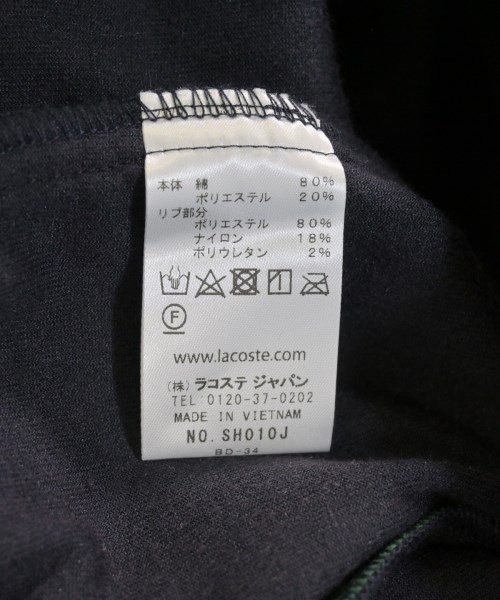 本体 綿 80%
ポリエステル 20%
リブ部分
ポリエステル 80%
ナイロン 18%
ポリウレタン 2%
F
www.lacoste.com
(株) ラコステ ジャパン
TEL:0120-37-0202
MADE IN VIETNAM
NO. SH010J
BD-34